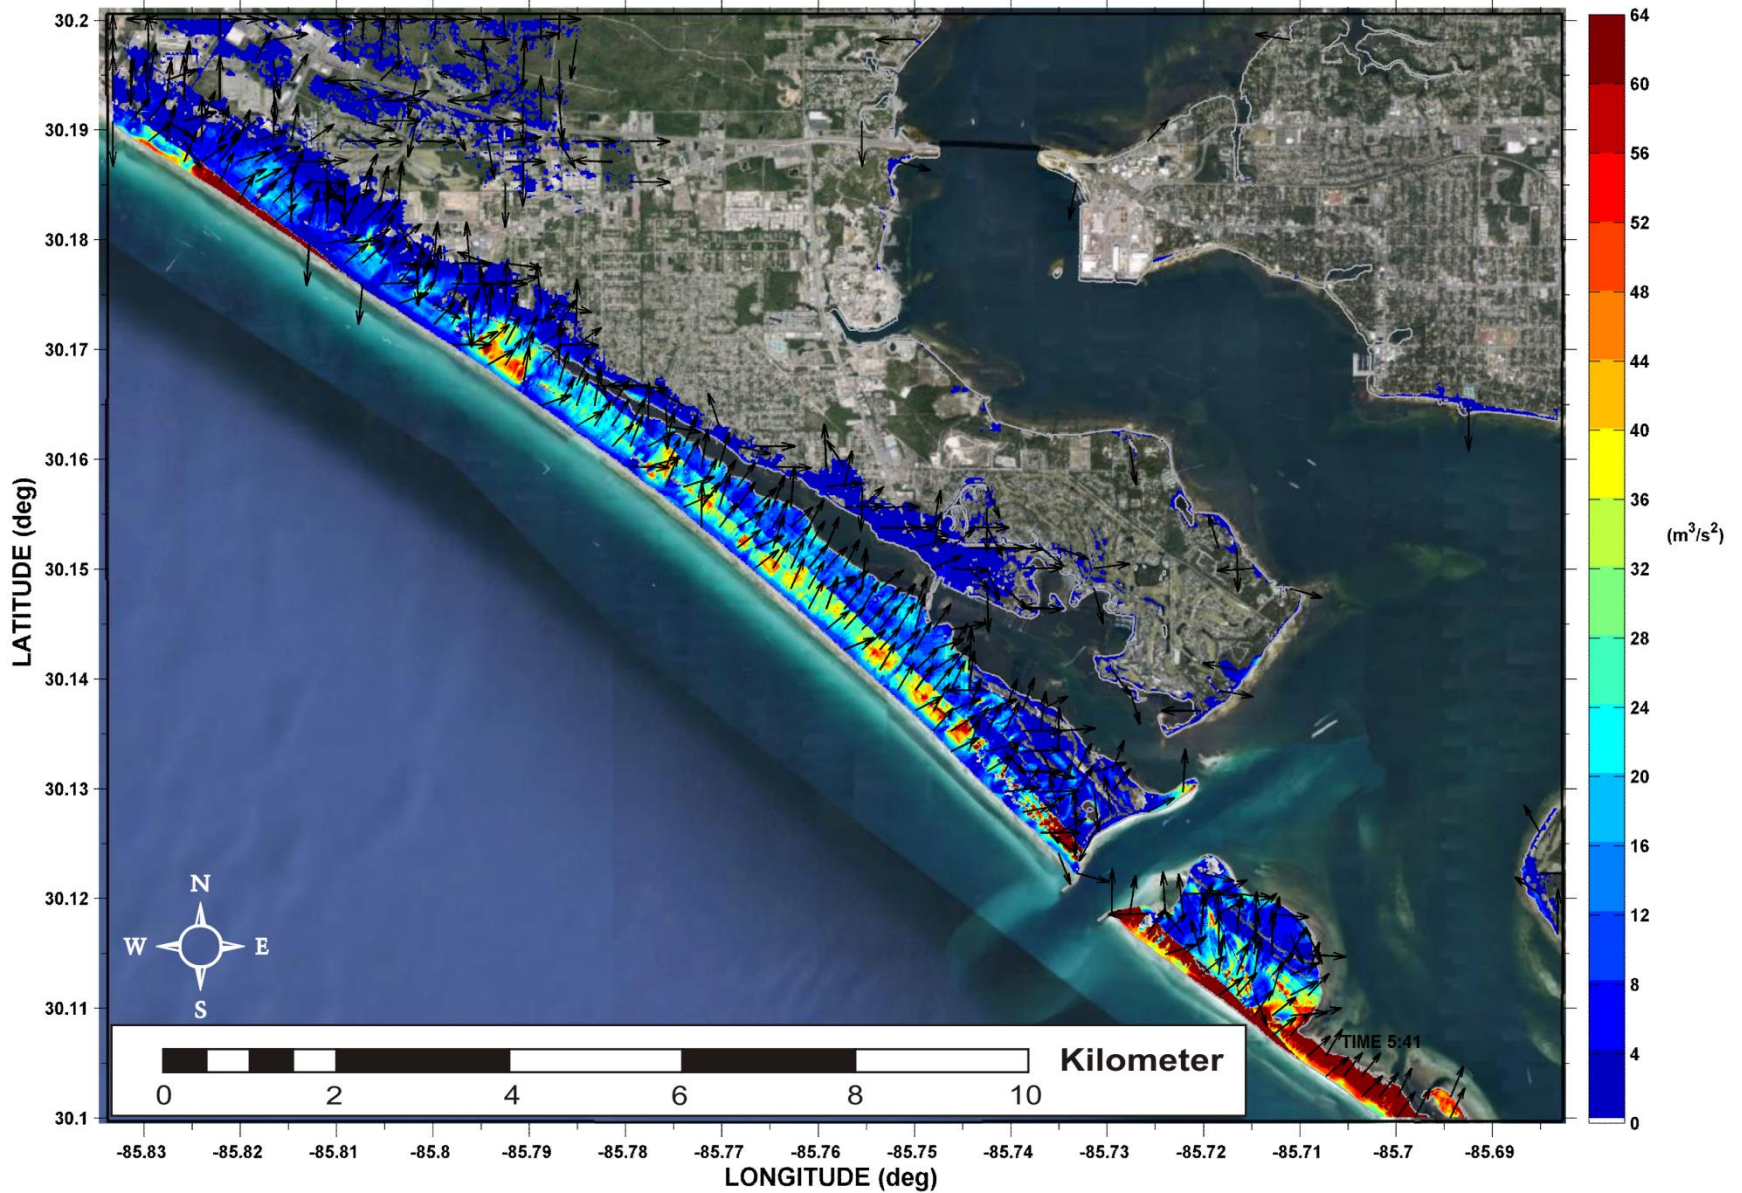 30.2
30.19
30.18
30.17
30.16
30.15
30.14
30.13
30.12
30.11
30.1
LATITUDE (deg)
64
60
56
52
48
44
40
36
32
28
24
20
16
12
8
4
0
(m³/s²)
N
W E
S
TIME 5:41
Kilometer
0 2 4 6 8 10
-85.83 -85.82 -85.81 -85.8 -85.79 -85.78 -85.77 -85.76 -85.75 -85.74 -85.73 -85.72 -85.71 -85.7 -85.69
LONGITUDE (deg)